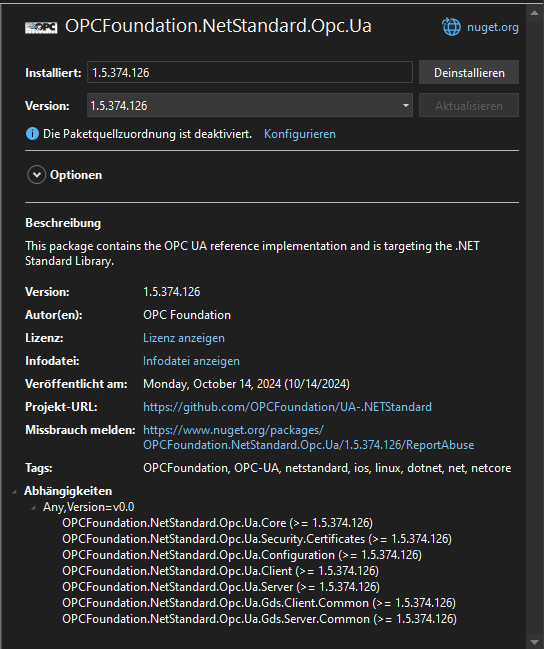 OPC
OPCFoundation.NetStandard.Opc.Ua
nuget.org
Installiert:
1.5.374.126
Deinstallieren
Version:
1.5.374.126
Aktualisieren
Die Paketquellzuordnung ist deaktiviert. Konfigurieren
Optionen
Beschreibung
This package contains the OPC UA reference implementation and is targeting the .NET
Standard Library.
Version: 1.5.374.126
Autor(en): OPC Foundation
Lizenz: Lizenz anzeigen
Infodatei: Infodatei anzeigen
Veröffentlicht am: Monday, October 14, 2024 (10/14/2024)
Projekt-URL: https://github.com/OPCFoundation/UA-.NETStandard
Missbrauch melden: https://www.nuget.org/packages/
OPCFoundation.NetStandard.Opc.Ua/1.5.374.126/ReportAbuse
Tags: OPCFoundation, OPC-UA, netstandard, ios, linux, dotnet, net, netcore
Abhängigkeiten
Any,Version=v0.0
OPCFoundation.NetStandard.Opc.Ua.Core (>= 1.5.374.126)
OPCFoundation.NetStandard.Opc.Ua.Security.Certificates (>= 1.5.374.126)
OPCFoundation.NetStandard.Opc.Ua.Configuration (>= 1.5.374.126)
OPCFoundation.NetStandard.Opc.Ua.Client (>= 1.5.374.126)
OPCFoundation.NetStandard.Opc.Ua.Server (>= 1.5.374.126)
OPCFoundation.NetStandard.Opc.Ua.Gds.Client.Common (>= 1.5.374.126)
OPCFoundation.NetStandard.Opc.Ua.Gds.Server.Common (>= 1.5.374.126)